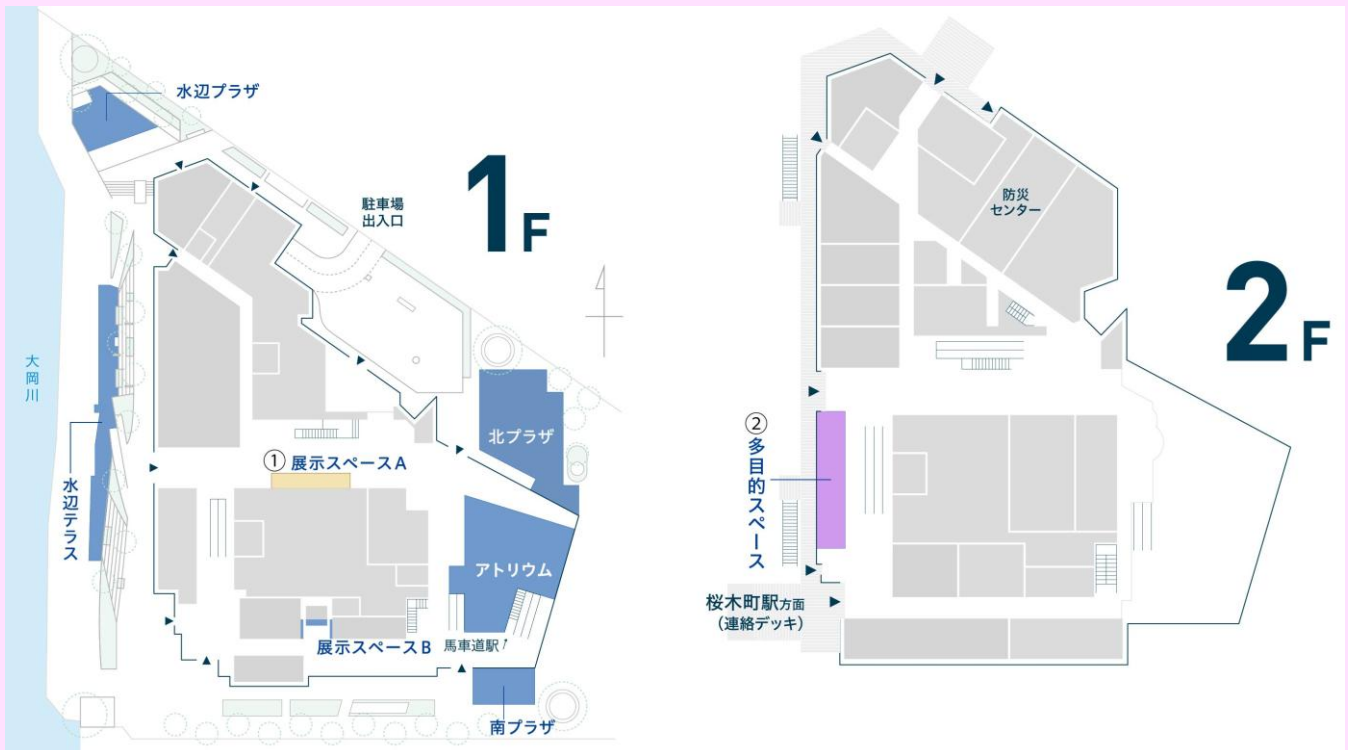 水辺プラザ
1F
駐車場
出入口
大岡川
北プラザ
① 展示スペースA
水辺テラス
アトリウム
展示スペースB
馬車道駅
南プラザ
防災
センター
2F
②多目的スペース
桜木町駅方面
（連絡デッキ）